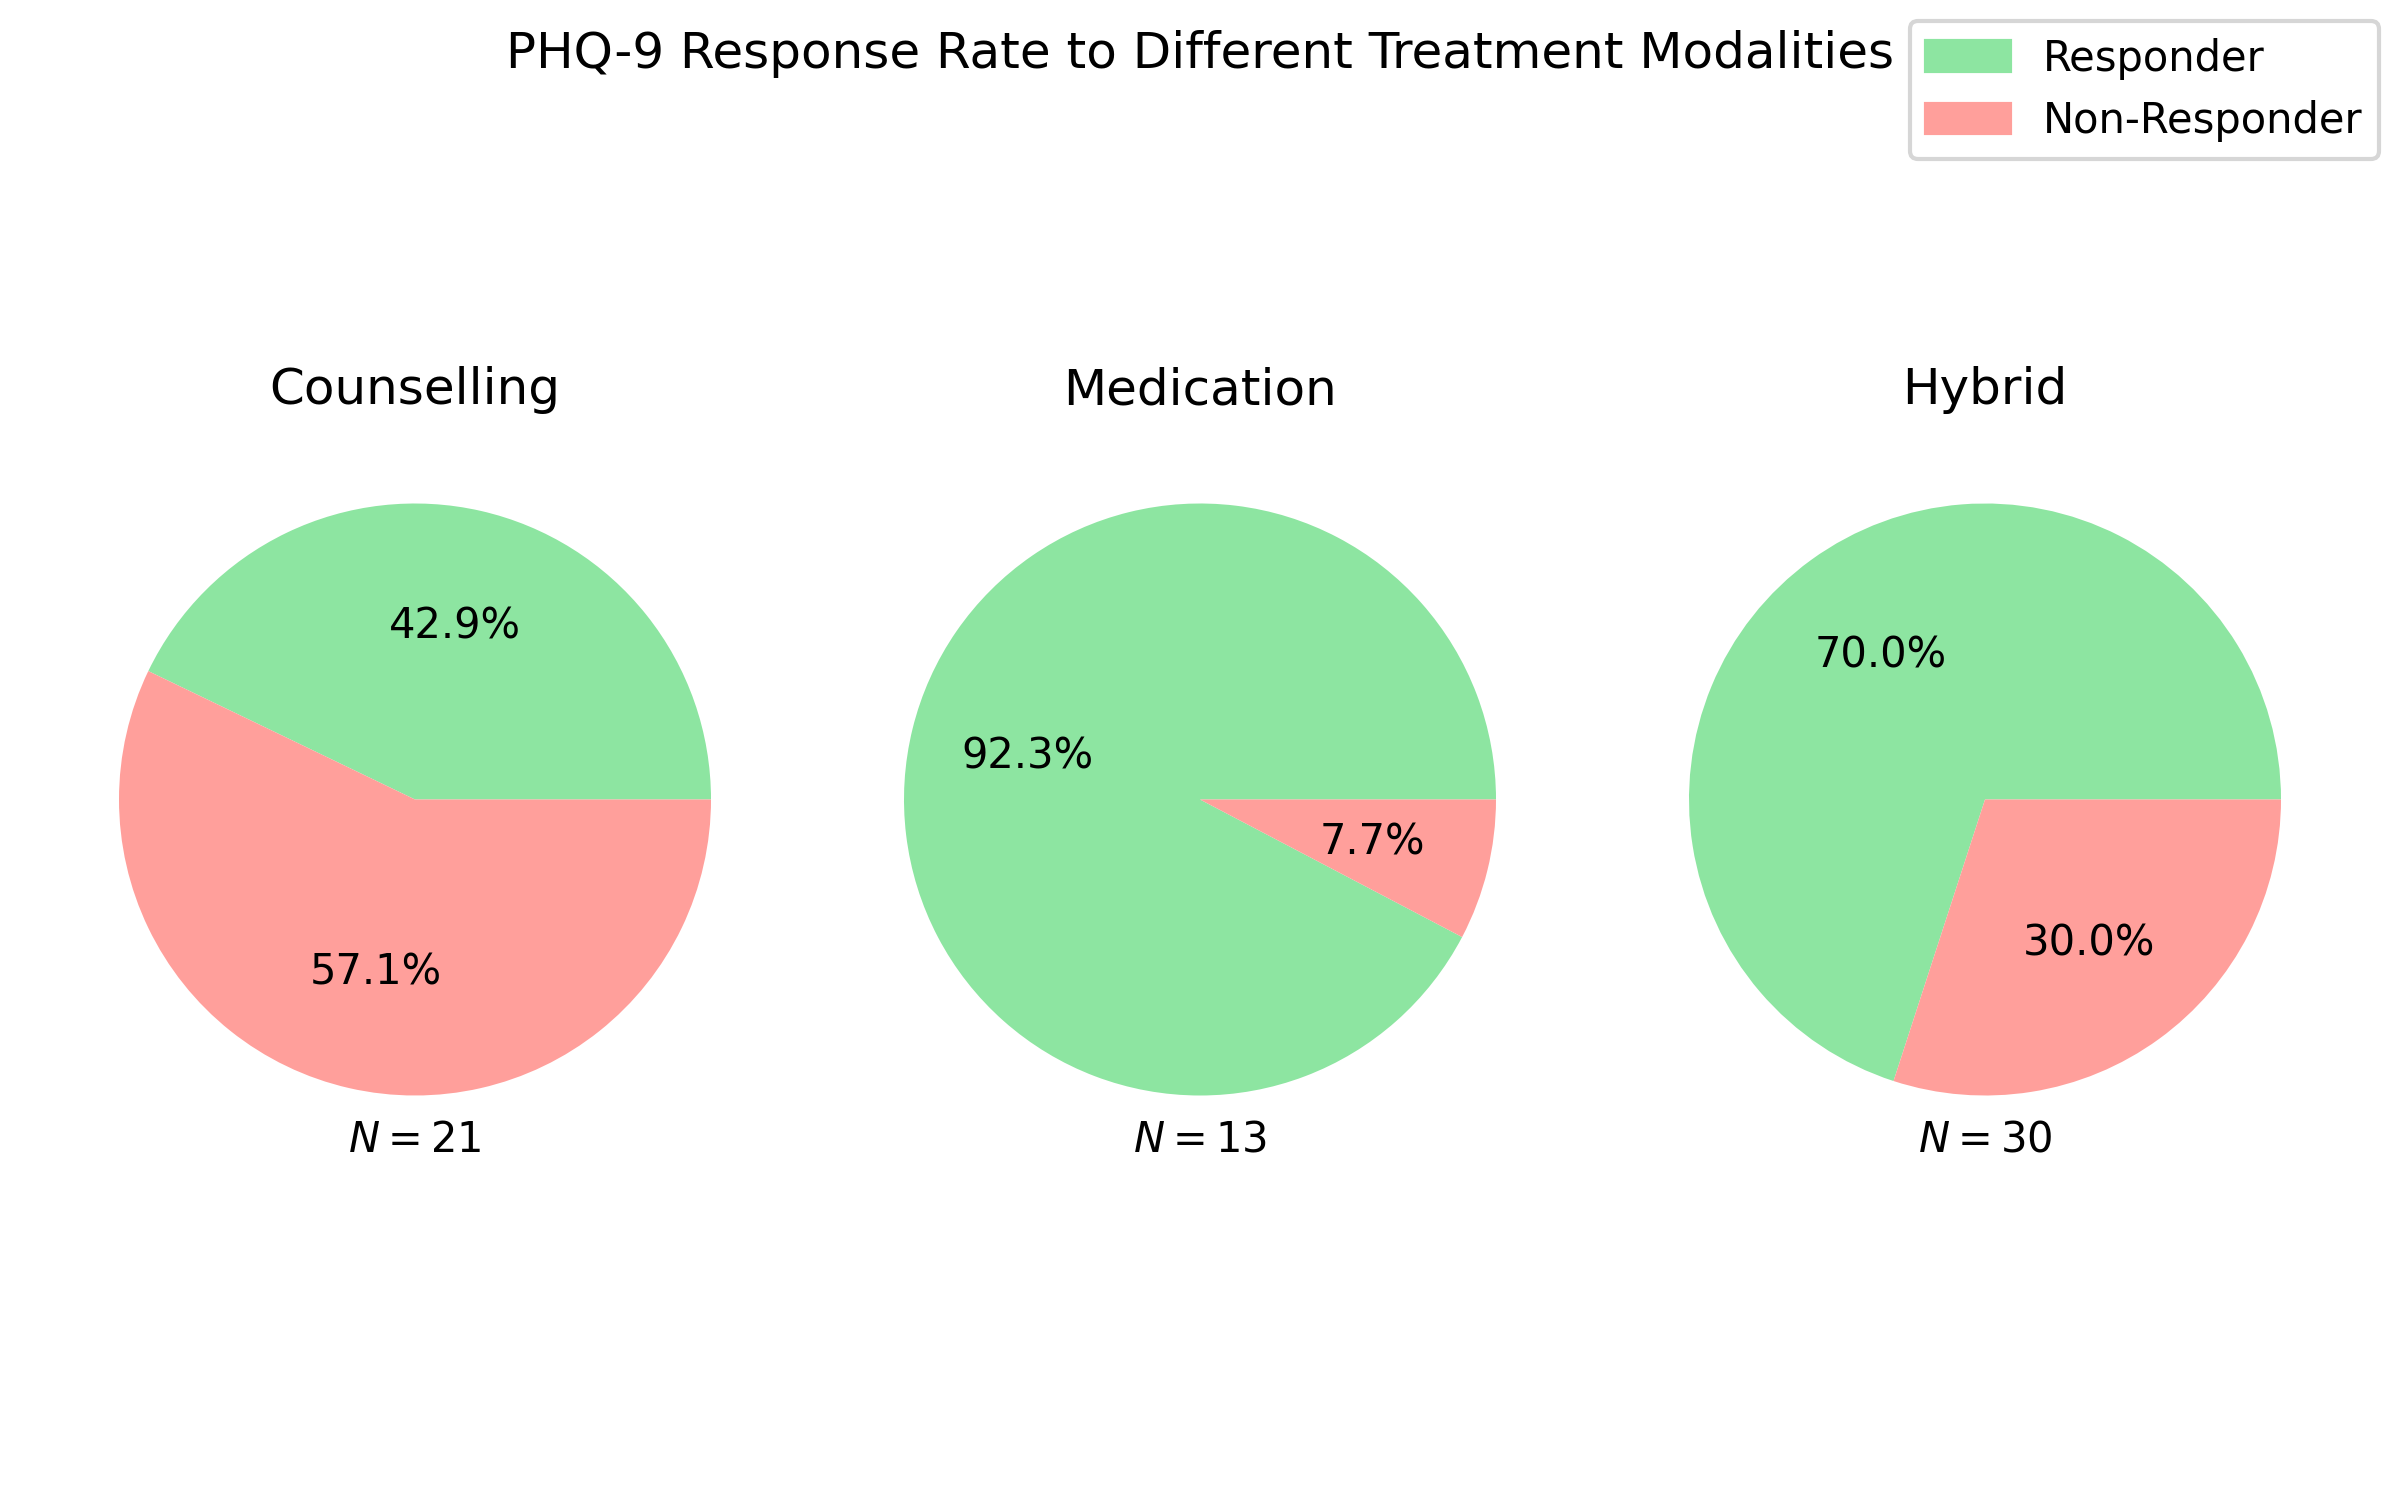 PHQ-9 Response Rate to Different Treatment Modalities
Responder
Non-Responder
Counselling
42.9%
57.1%
N = 21
Medication
92.3%
7.7%
N = 13
Hybrid
70.0%
30.0%
N = 30